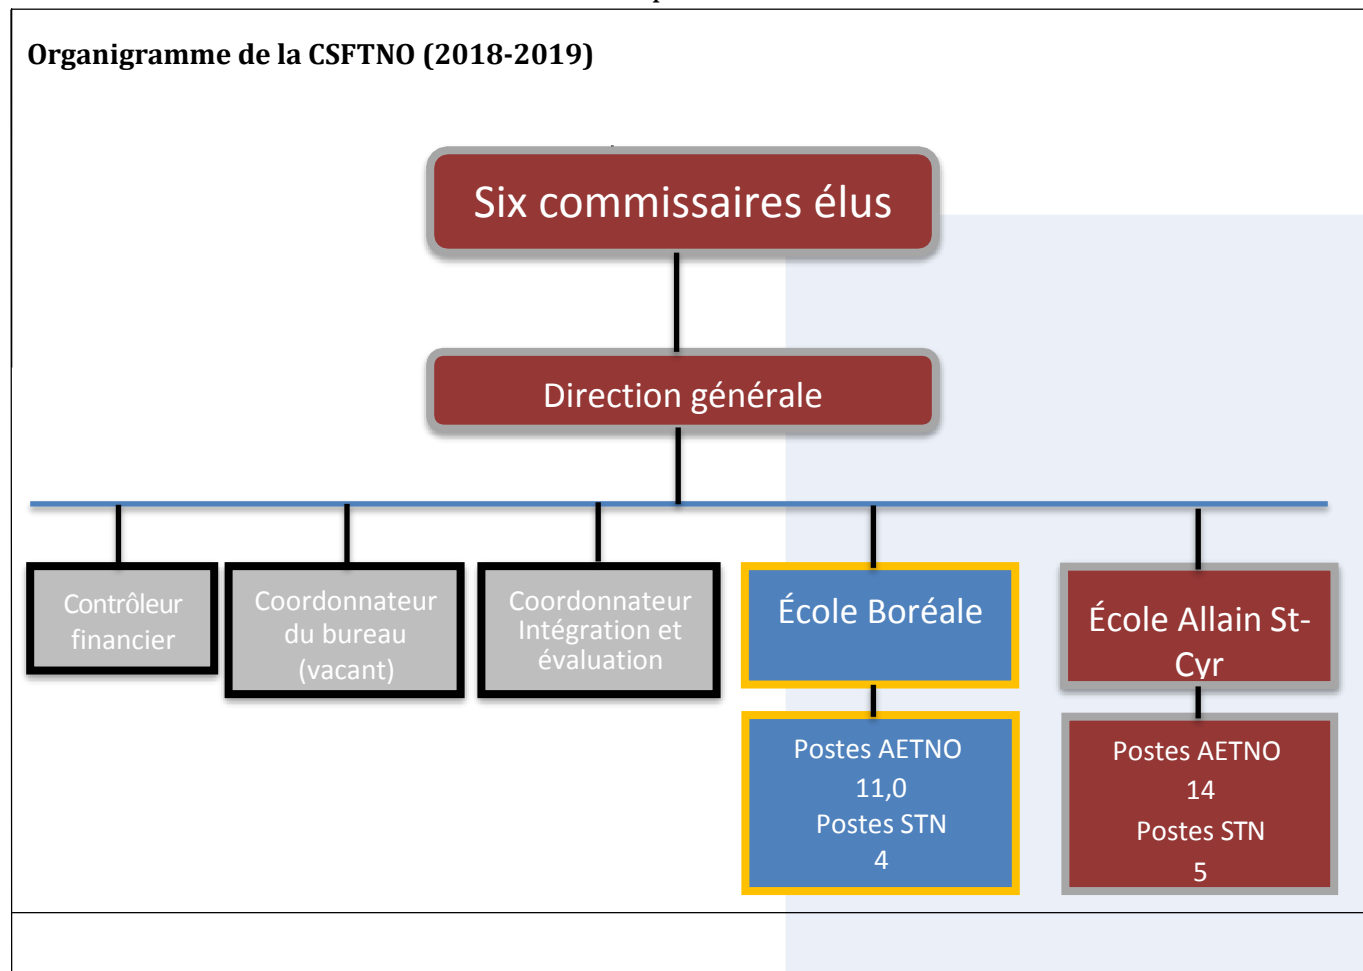 Organigramme de la CSFTNO (2018-2019)
Six commissaires élus
Direction générale
Contrôleur
financier
Coordonnateur
du bureau
(vacant)
Coordonnateur
Intégration et
évaluation
École Boréale
École Allain St-
Cyr
Postes AETNO
11,0
Postes STN
4
Postes AETNO
14
Postes STN
5